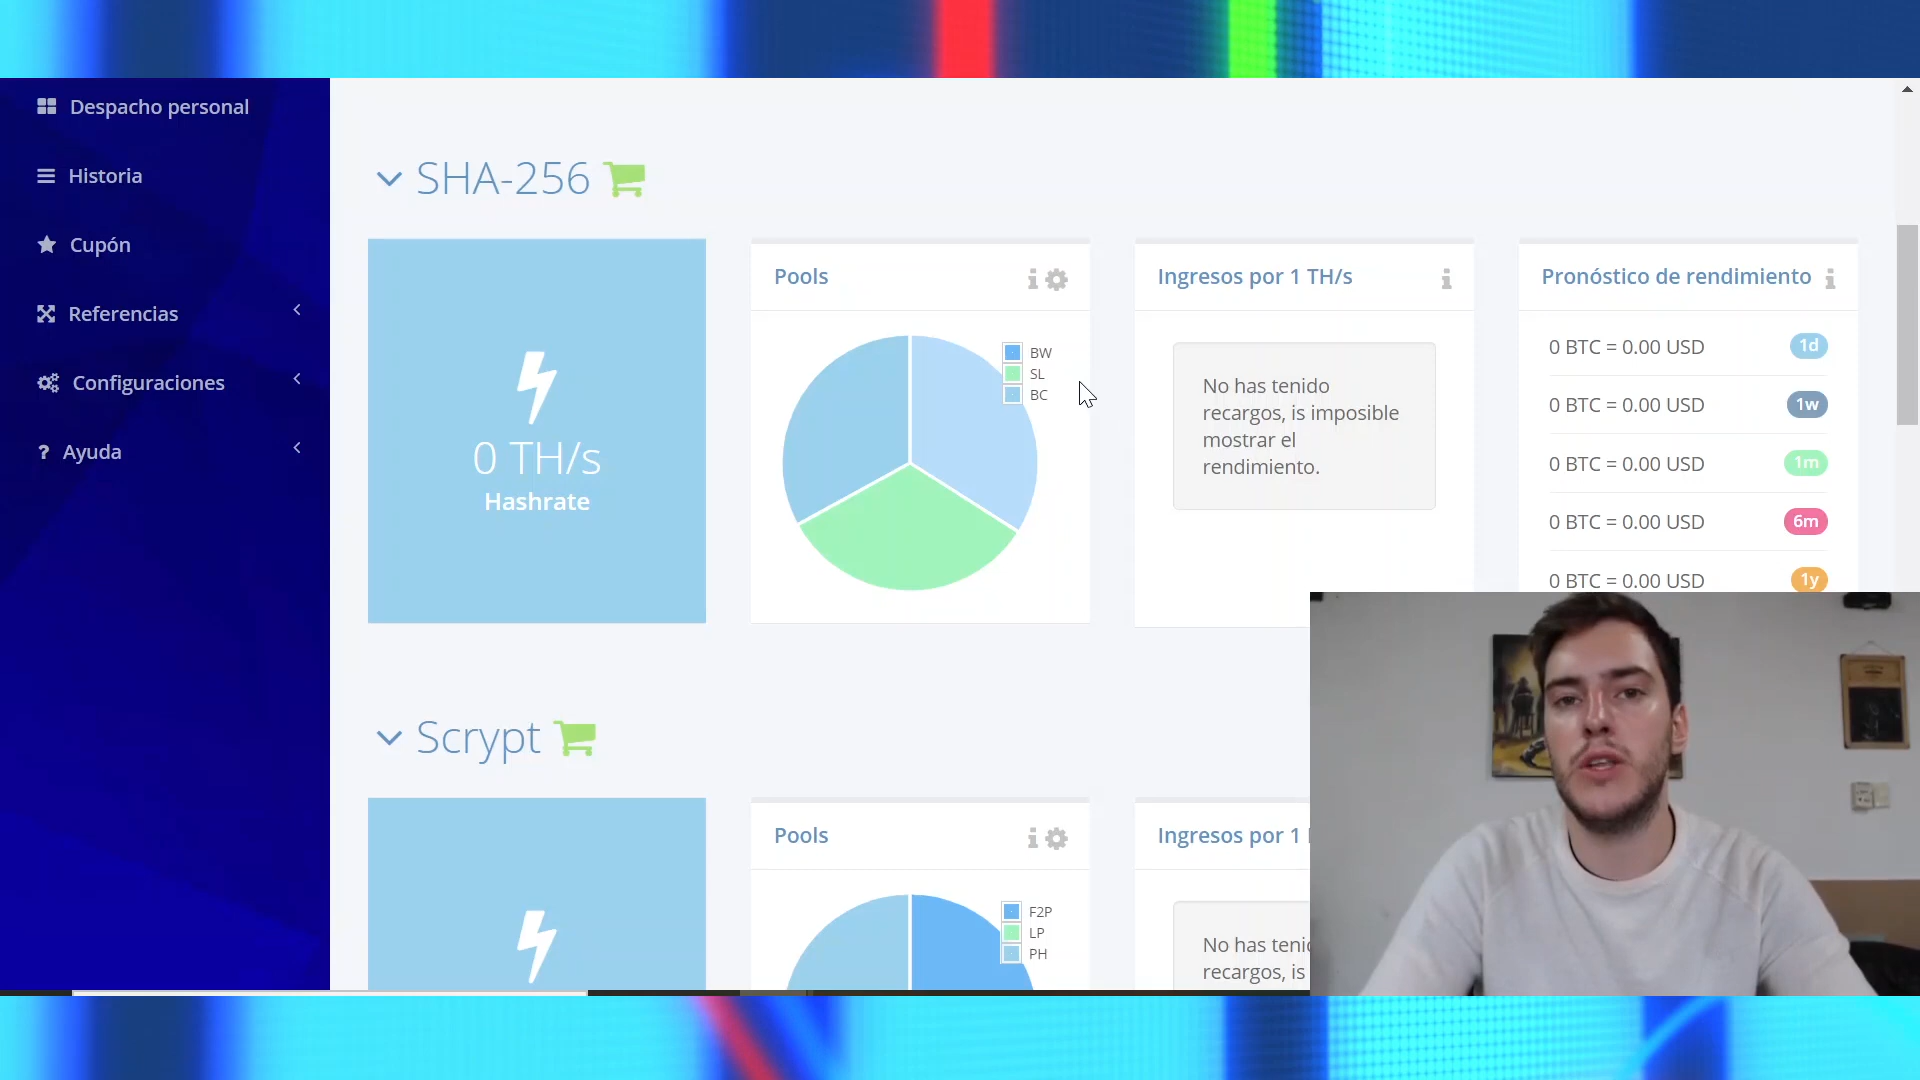 Despacho personal
Historia
Cupón
Referencias
Configuraciones
? Ayuda
SHA-256
0 TH/s
Hashrate
Pools
BW
SL
BC
Ingresos por 1 TH/s
No has tenido
recargos, is imposible
mostrar el
rendimiento.
Pronóstico de rendimiento
0 BTC = 0.00 USD 1d
0 BTC = 0.00 USD 1w
0 BTC = 0.00 USD 1m
0 BTC = 0.00 USD 6m
0 BTC = 0.00 USD 1y
Scrypt
Pools
F2P
LP
PH
Ingresos por 1
No has
recargos, is